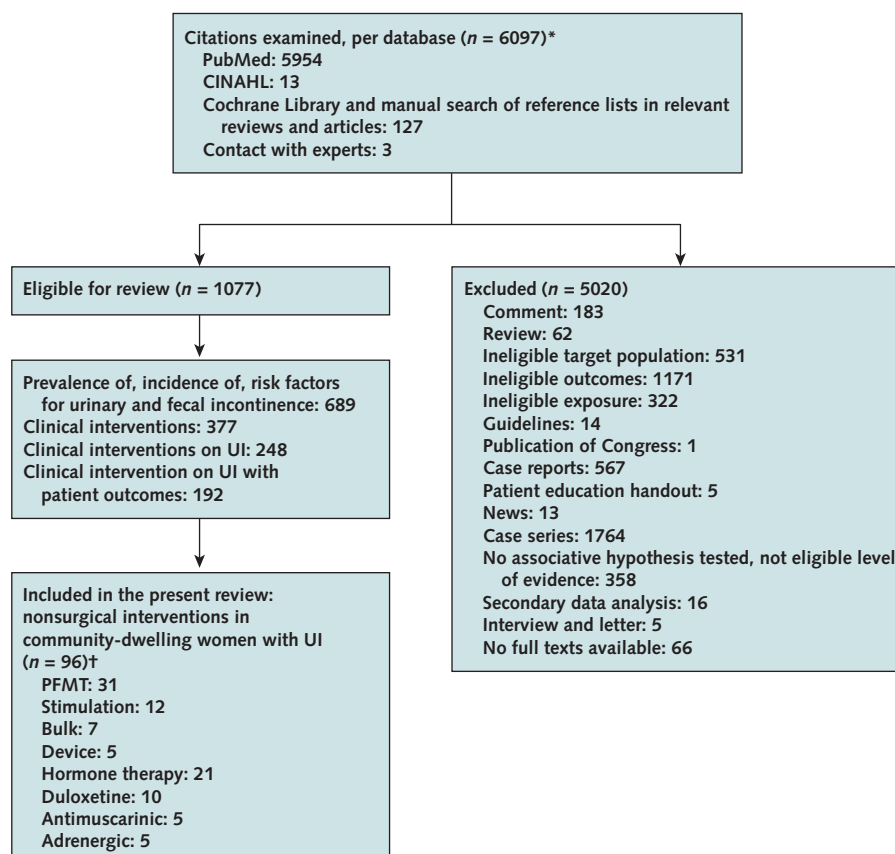 Citations examined, per database (n = 6097)*
PubMed: 5954
CINAHL: 13
Cochrane Library and manual search of reference lists in relevant
reviews and articles: 127
Contact with experts: 3
Eligible for review (n = 1077)
Prevalence of, incidence of, risk factors
for urinary and fecal incontinence: 689
Clinical interventions: 377
Clinical interventions on UI: 248
Clinical intervention on UI with
patient outcomes: 192
Included in the present review:
nonsurgical interventions in
community-dwelling women with UI
(n = 96)†
PFMT: 31
Stimulation: 12
Bulk: 7
Device: 5
Hormone therapy: 21
Duloxetine: 10
Antimuscarinic: 5
Adrenergic: 5
Excluded (n = 5020)
Comment: 183
Review: 62
Ineligible target population: 531
Ineligible outcomes: 1171
Ineligible exposure: 322
Guidelines: 14
Publication of Congress: 1
Case reports: 567
Patient education handout: 5
News: 13
Case series: 1764
No associative hypothesis tested, not eligible level
of evidence: 358
Secondary data analysis: 16
Interview and letter: 5
No full texts available: 66